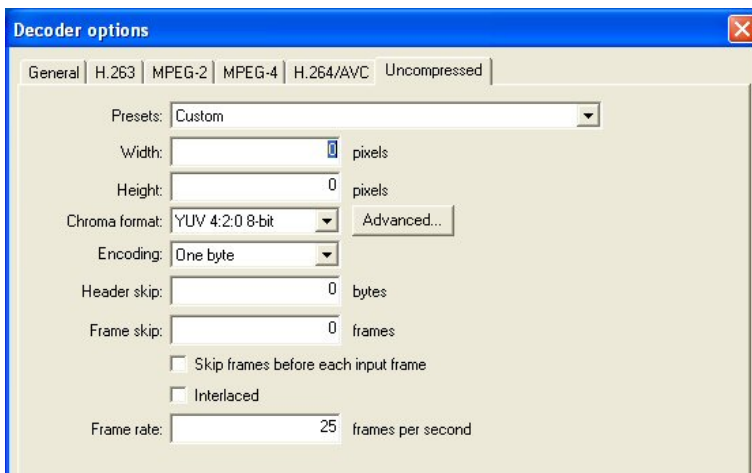 Decoder options
General H.263 MPEG-2 MPEG-4 H.264/AVC Uncompressed
Presets: Custom
Width: 0 pixels
Height: 0 pixels
Chroma format: YUV 4:2:0 8-bit Advanced...
Encoding: One byte
Header skip: 0 bytes
Frame skip: 0 frames
Skip frames before each input frame
Interlaced
Frame rate: 25 frames per second